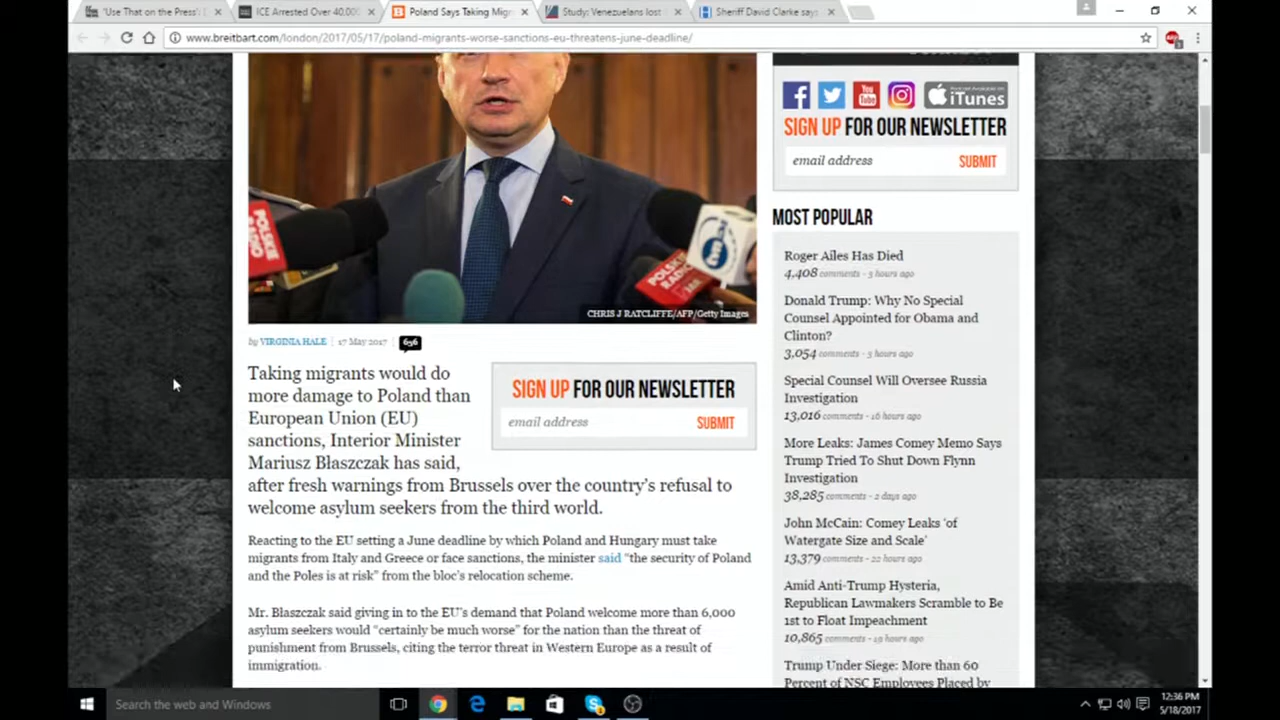 'Use That on the Press':
ICE Arrested Over 40,00
Poland Says Taking Migr
Study: Venezuelans lost
Sheriff David Clarke says
www.breitbart.com/london/2017/05/17/poland-migrants-worse-sanctions-eu-threatens-june-deadline/
iTunes
SIGN UP FOR OUR NEWSLETTER
email address SUBMIT
POLSKIE RADIO
tvn
POLSKIE RADIO
CHRIS J RATCLIFFE/AFP/Getty Images
by VIRGINIA HALE | 17 May 2017 | 656
Taking migrants would do
more damage to Poland than
European Union (EU)
sanctions, Interior Minister
Mariusz Błaszczak has said,
after fresh warnings from Brussels over the country's refusal to
welcome asylum seekers from the third world.
SIGN UP FOR OUR NEWSLETTER
email address SUBMIT
Reacting to the EU setting a June deadline by which Poland and Hungary must take
migrants from Italy and Greece or face sanctions, the minister said “the security of Poland
and the Poles is at risk” from the bloc's relocation scheme.
Mr. Błaszczak said giving in to the EU's demand that Poland welcome more than 6,000
asylum seekers would “certainly be much worse” for the nation than the threat of
punishment from Brussels, citing the terror threat in Western Europe as a result of
immigration.
MOST POPULAR
Roger Ailes Has Died
4,408 comments - 3 hours ago
Donald Trump: Why No Special
Counsel Appointed for Obama and
Clinton?
3,054 comments - 3 hours ago
Special Counsel Will Oversee Russia
Investigation
13,016 comments - 16 hours ago
More Leaks: James Comey Memo Says
Trump Tried To Shut Down Flynn
Investigation
38,285 comments - 2 days ago
John McCain: Comey Leaks 'of
Watergate Size and Scale'
13,379 comments - 22 hours ago
Amid Anti-Trump Hysteria,
Republican Lawmakers Scramble to Be
1st to Float Impeachment
10,865 comments - 19 hours ago
Trump Under Siege: More than 60
Percent of NSC Employees Placed by
Search the web and Windows
12:36 PM
5/18/2017